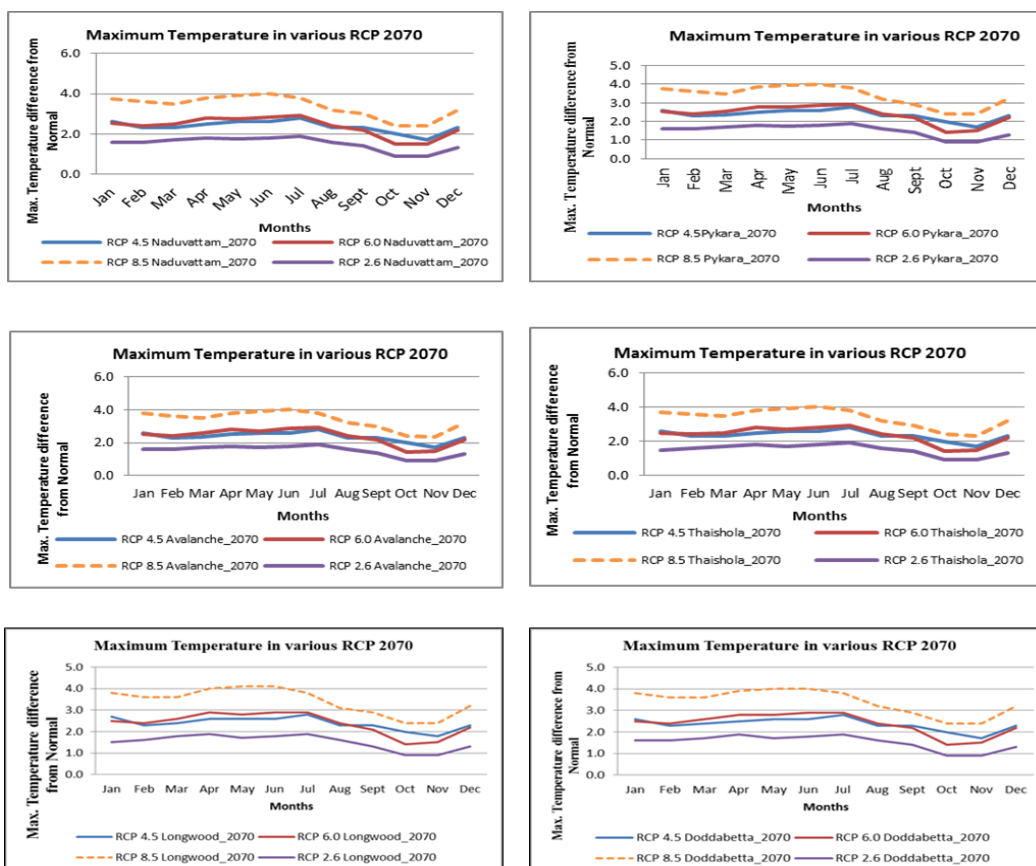 Maximum Temperature in various RCP 2070
Max. Temperature difference from
Normal
6.0
4.0
2.0
0.0
Jan Feb Mar Apr May Jun Jul Aug Sept Oct Nov Dec
Months
RCP 4.5 Naduvattam_2070 RCP 6.0 Naduvattam_2070
RCP 8.5 Naduvattam_2070 RCP 2.6 Naduvattam_2070
Maximum Temperature in various RCP 2070
Max. Temperature difference from
Normal
5.0
4.0
3.0
2.0
1.0
0.0
Jan Feb Mar Apr May Jun Jul Aug Sept Oct Nov Dec
Months
RCP 4.5 Pykara_2070 RCP 6.0 Pykara_2070
RCP 8.5 Pykara_2070 RCP 2.6 Pykara_2070
Maximum Temperature in various RCP 2070
Max. Temperature difference
from Normal
6.0
4.0
2.0
0.0
Jan Feb Mar Apr May Jun Jul Aug Sept Oct Nov Dec
Months
RCP 4.5 Avalanche_2070 RCP 6.0 Avalanche_2070
RCP 8.5 Avalanche_2070 RCP 2.6 Avalanche_2070
Maximum Temperature in various RCP 2070
Max. Temperature difference
from Normal
6.0
4.0
2.0
0.0
Jan Feb Mar Apr May Jun Jul Aug Sept Oct Nov Dec
Months
RCP 4.5 Thaishola_2070 RCP 6.0 Thaishola_2070
RCP 8.5 Thaishola_2070 RCP 2.6 Thaishola_2070
Maximum Temperature in various RCP 2070
Max. Temperature difference
from Normal
5.0
4.0
3.0
2.0
1.0
0.0
Jan Feb Mar Apr May Jun Jul Aug Sept Oct Nov Dec
Months
RCP 4.5 Longwood_2070 RCP 6.0 Longwood_2070
RCP 8.5 Longwood_2070 RCP 2.6 Longwood_2070
Maximum Temperature in various RCP 2070
Max. Temperature difference from
Normal
5.0
4.0
3.0
2.0
1.0
0.0
Jan Feb Mar Apr May Jun Jul Aug Sept Oct Nov Dec
Months
RCP 4.5 Doddabetta_2070 RCP 6.0 Doddabetta_2070
RCP 8.5 Doddabetta_2070 RCP 2.6 Doddabetta_2070